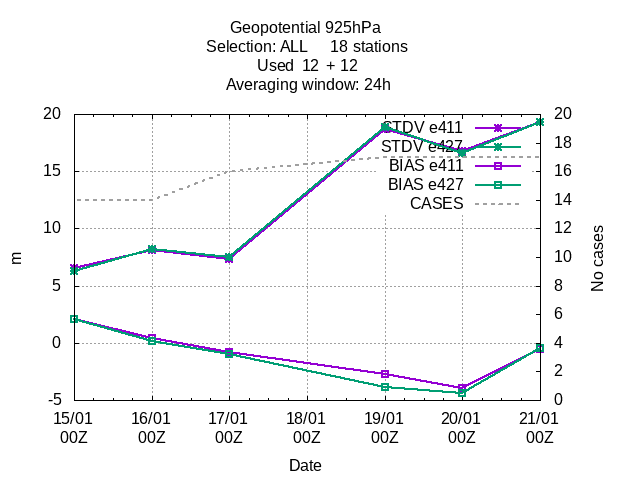 Geopotential 925hPa
Selection: ALL 18 stations
Used 12 + 12
Averaging window: 24h
STDV e411
STDV e427
BIAS e411
BIAS e427
CASES
20
15
10
5
0
-5
m
20
18
16
14
12
10
8
6
4
2
0
No cases
15/01 16/01 17/01 18/01 19/01 20/01 21/01
00Z 00Z 00Z 00Z 00Z 00Z 00Z
Date